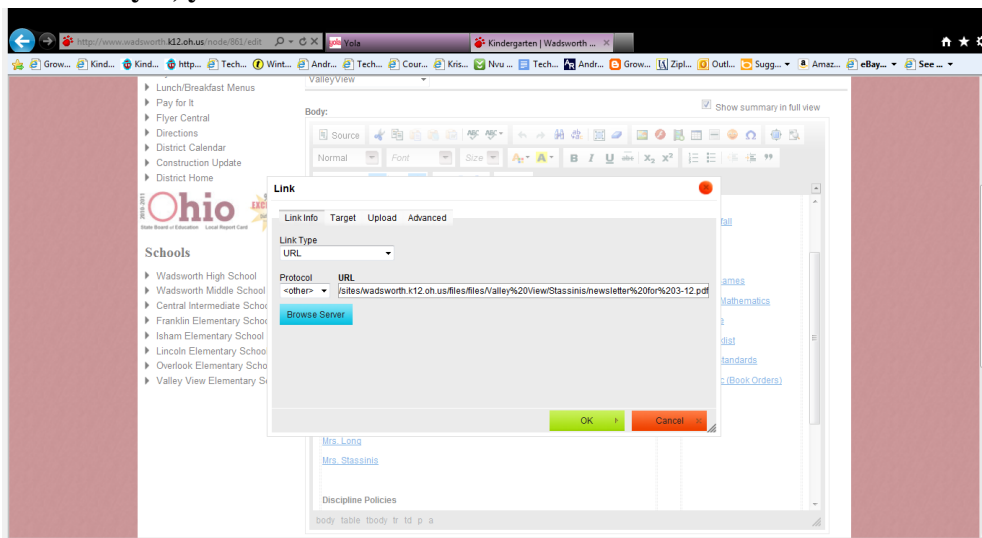 http://www.wadsworth.k12.oh.us/node/861/edit
Yola
Kindergarten | Wadsworth ...
Grow... Kind... Kind... http... Tech... Wint... Andr... Tech... Cour... Kris... Nvu ... Tech... Andr... Grow... Zipl... Outl... Sugg... Amaz... eBay... See ...
Lunch/Breakfast Menus
Pay for It
Flyer Central
Directions
District Calendar
Construction Update
District Home
2010-2011
Ohio
State Board of Education Local Report Card
Schools
Wadsworth High School
Wadsworth Middle School
Central Intermediate Schoo
Franklin Elementary Schoo
Isham Elementary School
Lincoln Elementary Schoo
Overlook Elementary Scho
Valley View Elementary S
ValleyView
Body:
Show summary in full view
Source
Normal Font Size
B I U abc X2 X2
Link
Link Info Target Upload Advanced
Link Type
URL
Protocol URL
<other> /sites/wadsworth.k12.oh.us/files/files/Valley%20View/Stassinis/newsletter%20for%203-12.pdf
Browse Server
OK Cancel
fall
ames
Mathematics
klist
tandards
c (Book Orders)
Mrs. Long
Mrs. Stassinis
Discipline Policies
body table tbody tr td p a